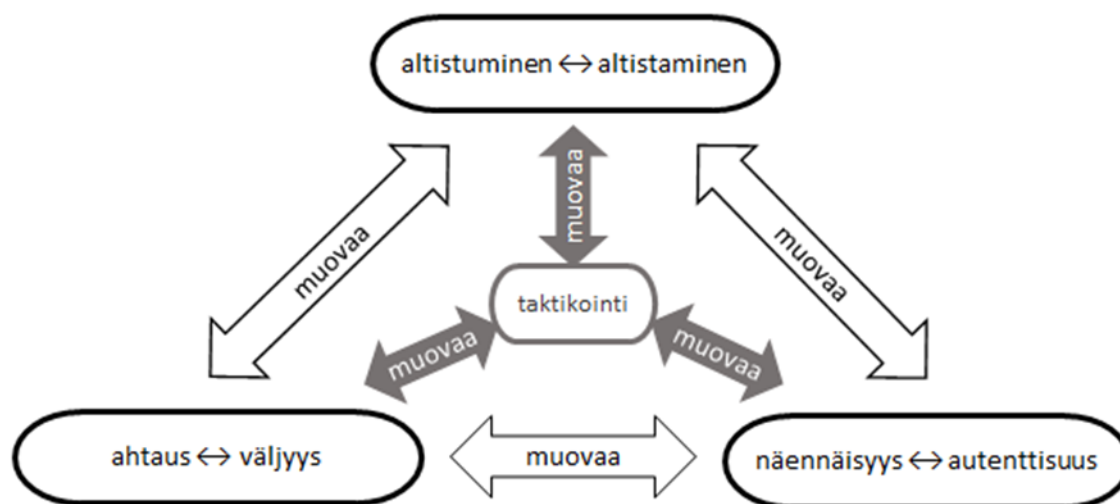 altistuminen ↔ altistaminen
muovaa
muovaa
muovaa
taktikointi
muovaa
muovaa
ahtaus ↔ väljyys
muovaa
näennäisyys ↔ autenttisuus